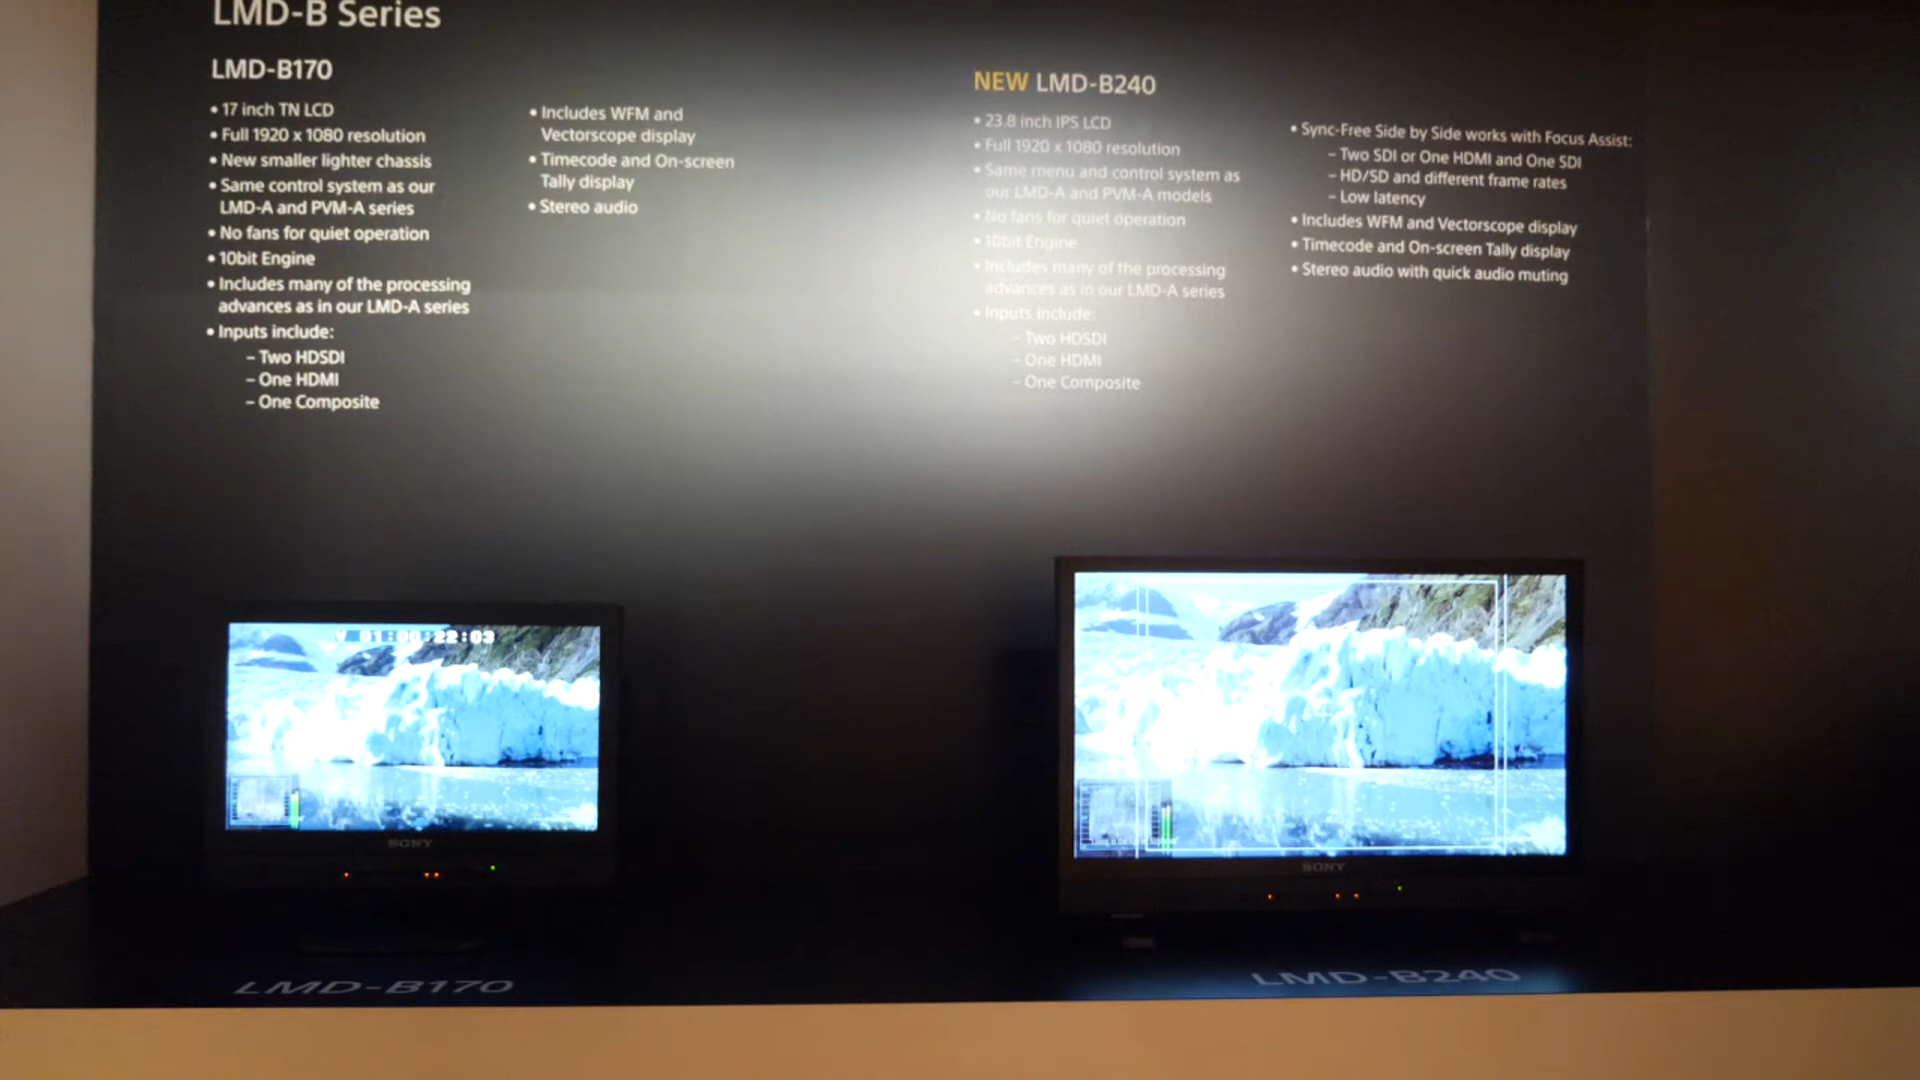 LMD-B Series
LMD-B170
• 17 inch TN LCD
• Full 1920 x 1080 resolution
• New smaller lighter chassis
• Same control system as our
LMD-A and PVM-A series
• No fans for quiet operation
• 10bit Engine
• Includes many of the processing
advances as in our LMD-A series
• Inputs include:
– Two HDSDI
– One HDMI
– One Composite
• Includes WFM and
Vectorscope display
• Timecode and On-screen
Tally display
• Stereo audio
NEW LMD-B240
• 23.8 inch IPS LCD
• Full 1920 x 1080 resolution
• Same menu and control system as
our LMD-A and PVM-A models
• No fans for quiet operation
• 10bit Engine
• Includes many of the processing
advances as in our LMD-A series
• Inputs include:
– Two HDSDI
– One HDMI
– One Composite
• Sync-Free Side by Side works with Focus Assist:
– Two SDI or One HDMI and One SDI
– HD/SD and different frame rates
– Low latency
• Includes WFM and Vectorscope display
• Timecode and On-screen Tally display
• Stereo audio with quick audio muting
V 01:00:22:03
SONY
SONY
LMD-B170
LMD-B240